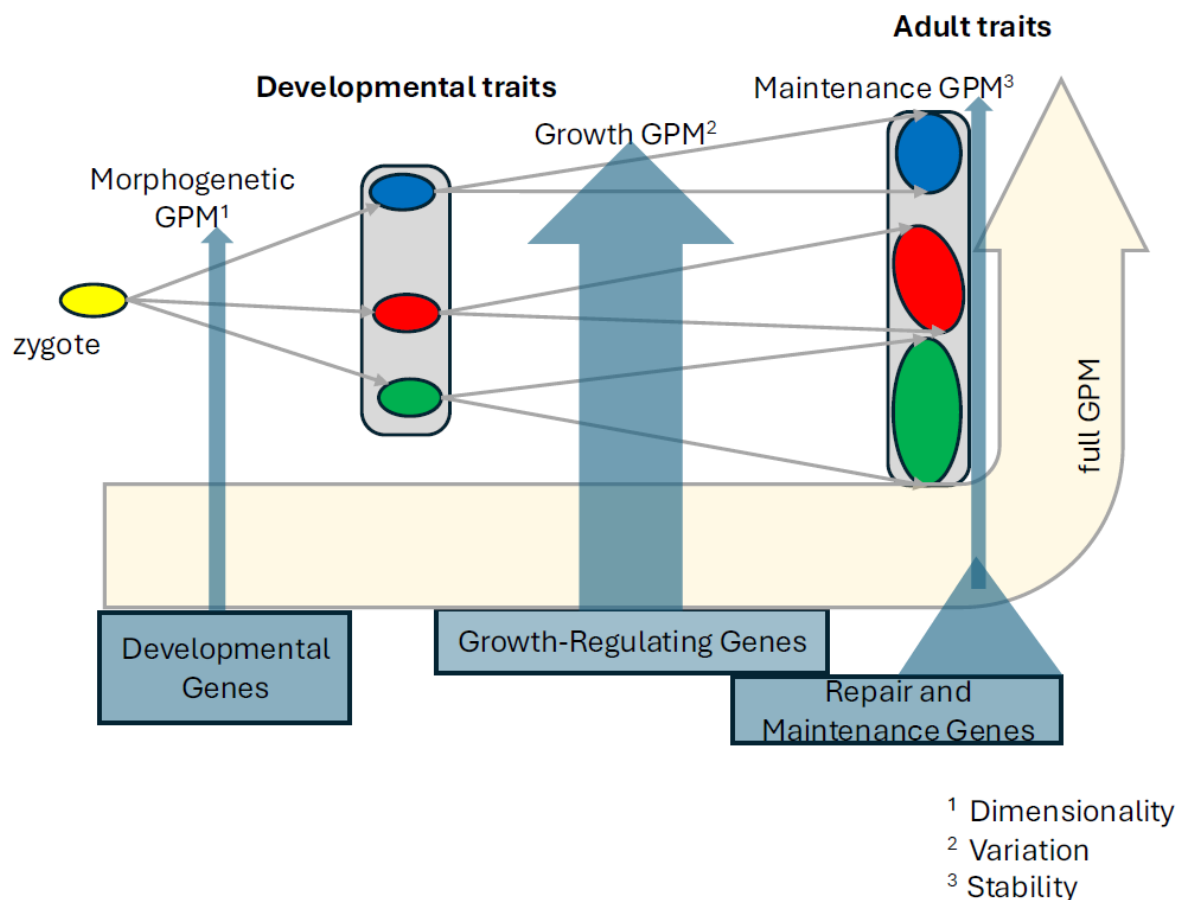 Adult traits
Developmental traits
Maintenance GPM³
Growth GPM²
Morphogenetic
GPM¹
zygote
full GPM
Developmental
Genes
Growth-Regulating Genes
Repair and
Maintenance Genes
¹ Dimensionality
² Variation
³ Stability